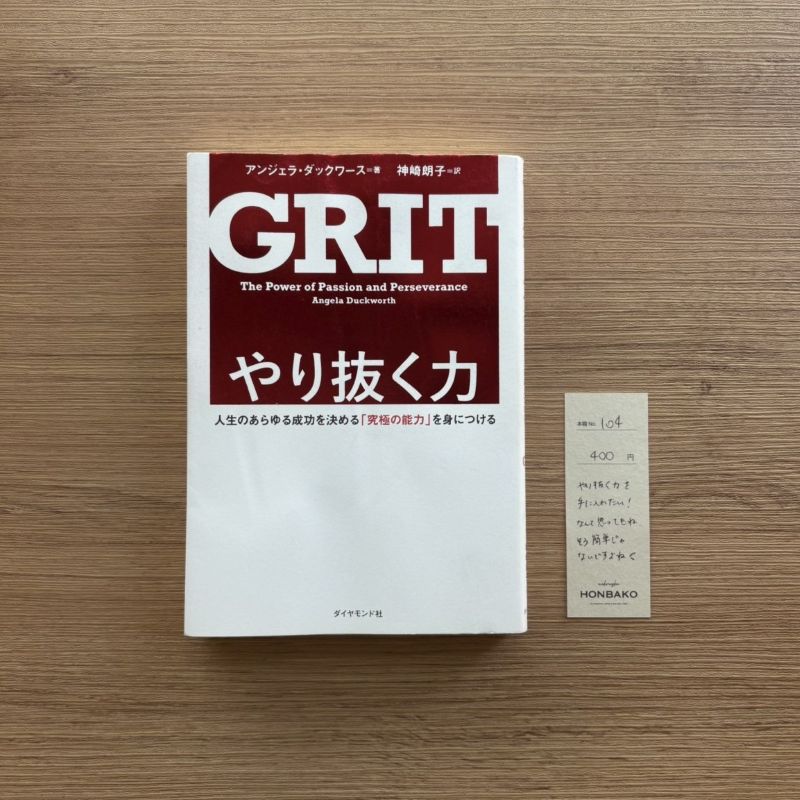 アンジェラ・ダックワース=著 神崎朗子=訳
GRIT
The Power of Passion and Perseverance
Angela Duckworth
やり抜く力
人生のあらゆる成功を決める「究極の能力」を身につける
ダイヤモンド社
本箱 No. 104
400 円
やり抜く力を
手に入れたい!
なんて思ってもね
そう簡単じゃ
ないですよねぐ
HONBAKO